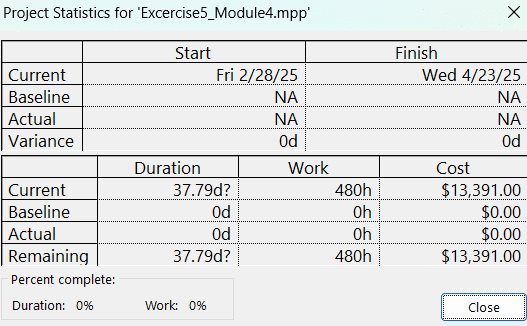 Project Statistics for 'Excercise5_Module4.mpp'
Start Finish
Current Fri 2/28/25 Wed 4/23/25
Baseline NA NA
Actual NA NA
Variance 0d 0d
Duration Work Cost
Current 37.79d? 480h $13,391.00
Baseline 0d 0h $0.00
Actual 0d 0h $0.00
Remaining 37.79d? 480h $13,391.00
Percent complete:
Duration: 0% Work: 0%
Close